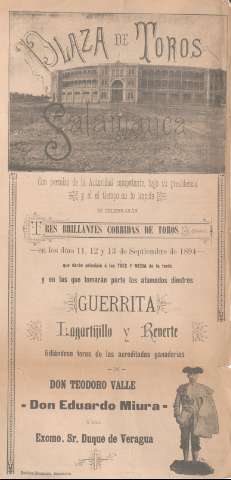 PLAZA DE TOROS
Salamanca
Con permiso de la Autoridad competente, bajo su presidencia
y si el tiempo no lo impide
SE CELEBRARÁN
TRES BRILLANTES CORRIDAS DE TOROS
en los días 11, 12 y 13 de Septiembre de 1894
que darán principio á las TRES Y MEDIA de la tarde
y en las que tomarán parte los afamados diestros
GUERRITA
Lagartijillo y Reverte
lidiándose toros de las acreditadas ganaderías
DE
DON TEODORO VALLE
- Don Eduardo Miura -
Excmo. Sr. Duque de Veragua